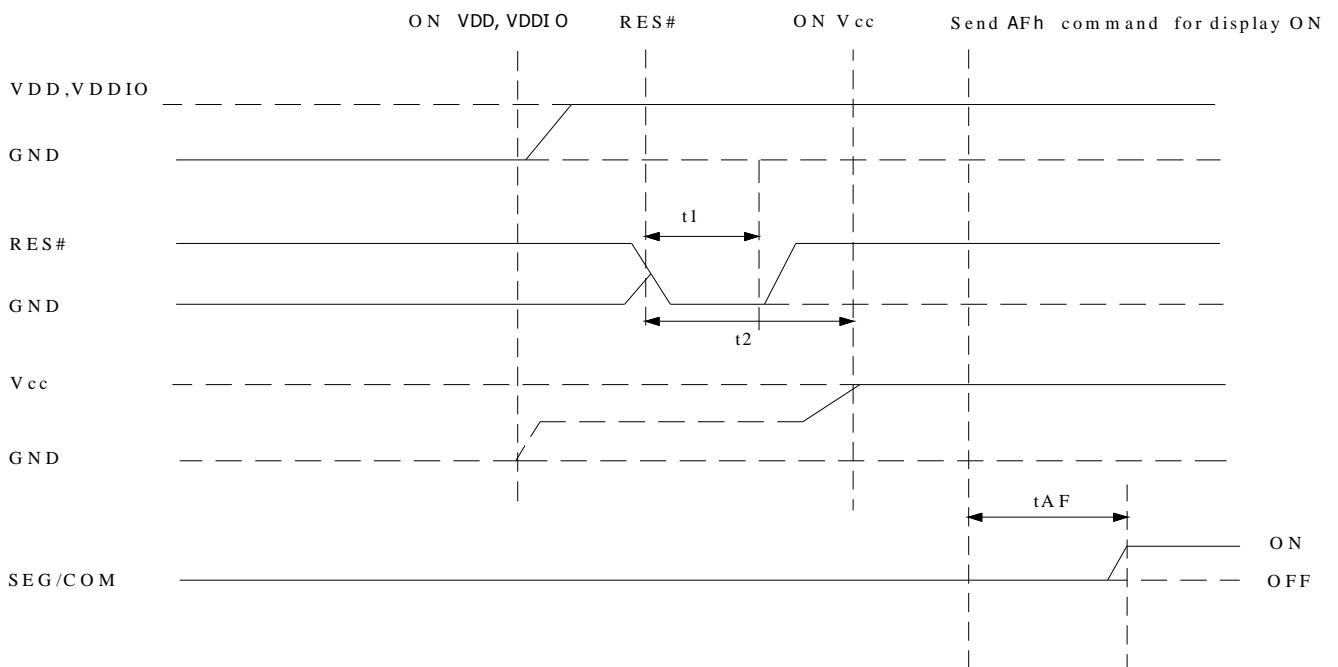 ON VDD, VDDIO RES# ON Vcc Send AFh command for display ON
VDD,VDDIO
GND
t1
RES#
GND
t2
Vcc
GND
tAF
ON
SEG/COM
OFF